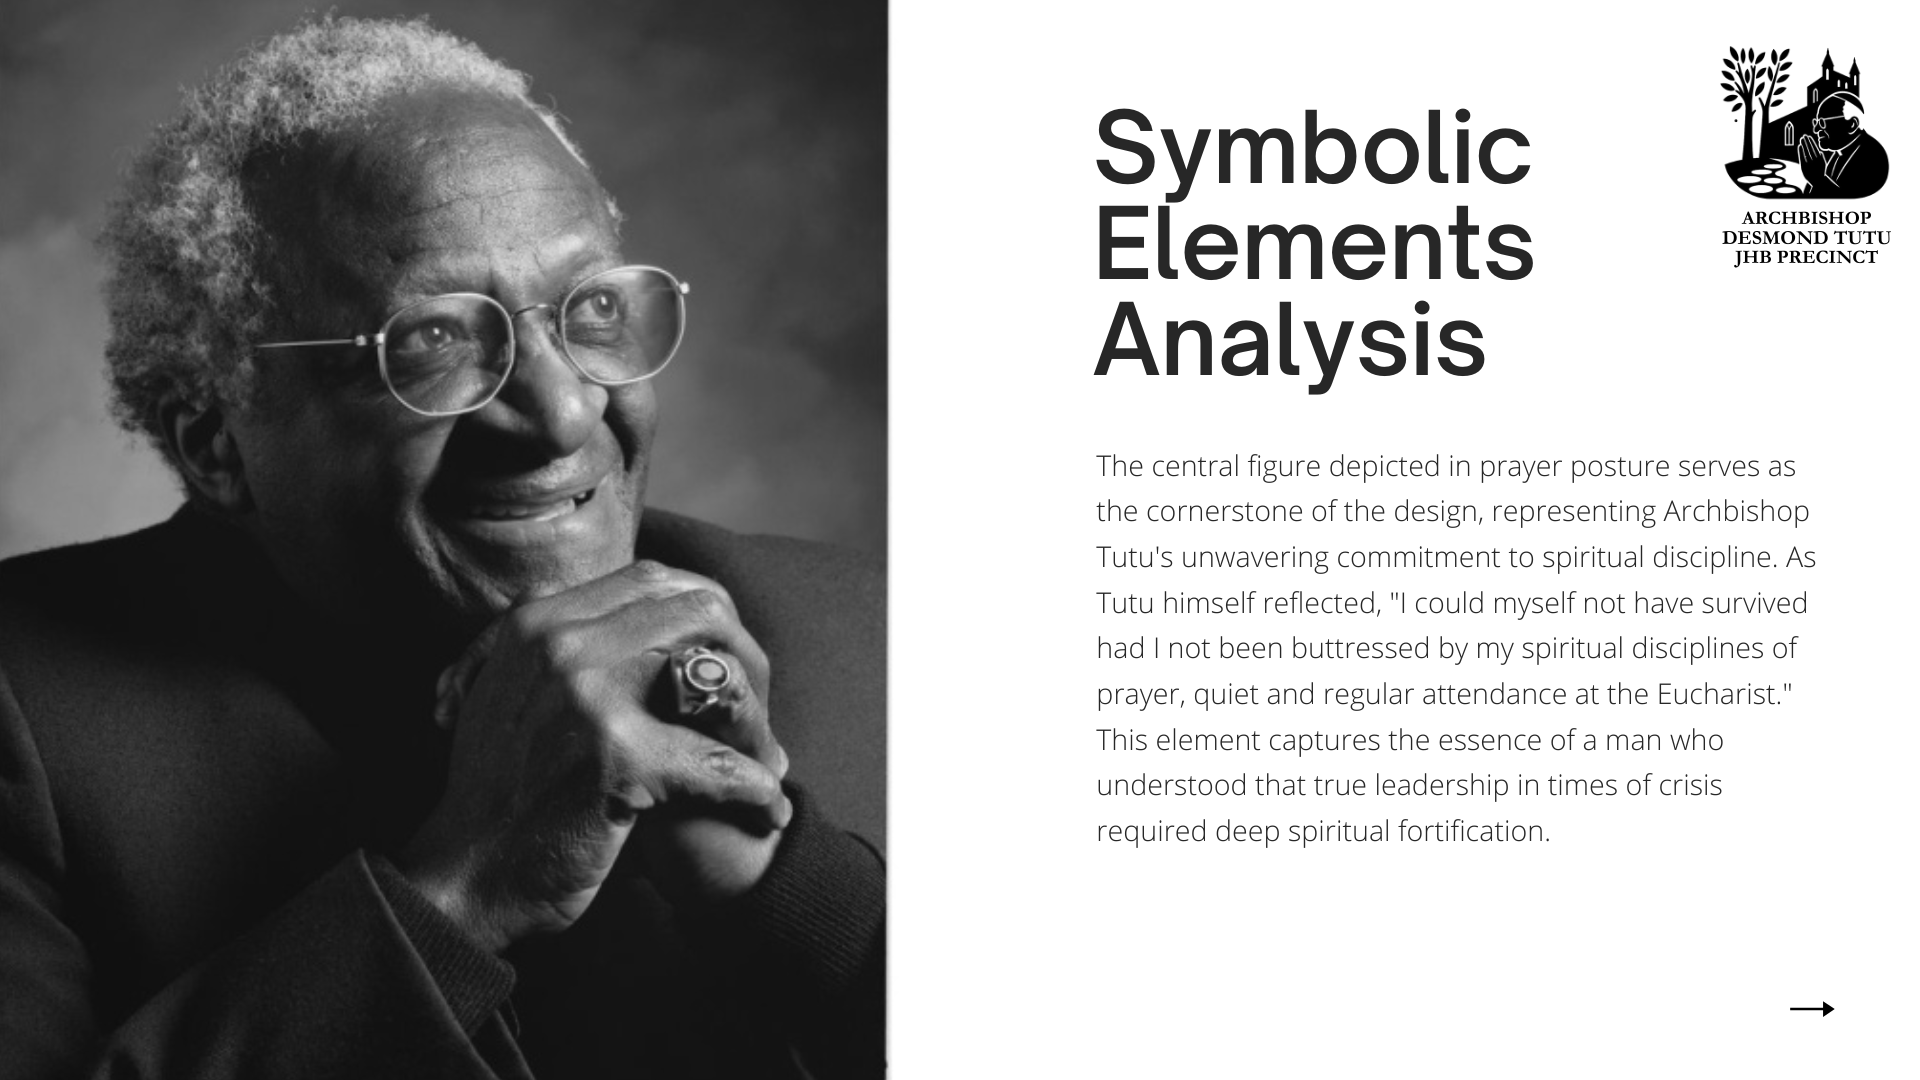 Symbolic
Elements
Analysis
ARCHBISHOP
DESMOND TUTU
JHB PRECINCT
The central figure depicted in prayer posture serves as
the cornerstone of the design, representing Archbishop
Tutu's unwavering commitment to spiritual discipline. As
Tutu himself reflected, "I could myself not have survived
had I not been buttressed by my spiritual disciplines of
prayer, quiet and regular attendance at the Eucharist."
This element captures the essence of a man who
understood that true leadership in times of crisis
required deep spiritual fortification.